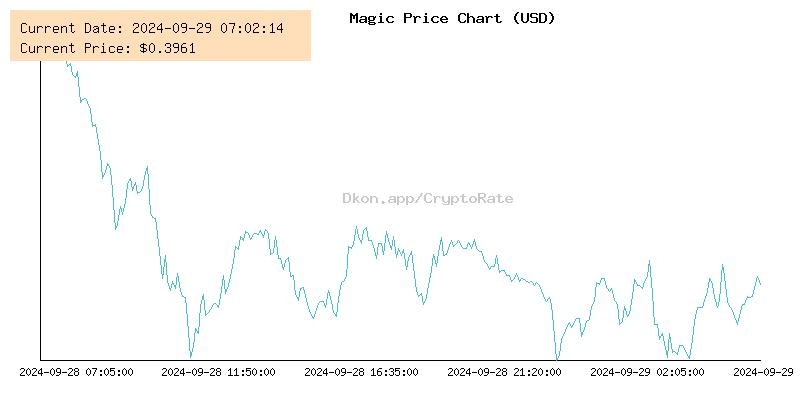 Magic Price Chart (USD)
Current Date: 2024-09-29 07:02:14
Current Price: $0.3961
Dkon.app/CryptoRate
2024-09-28 07:05:00 2024-09-28 11:50:00 2024-09-28 16:35:00 2024-09-28 21:20:00 2024-09-29 02:05:00 2024-09-29